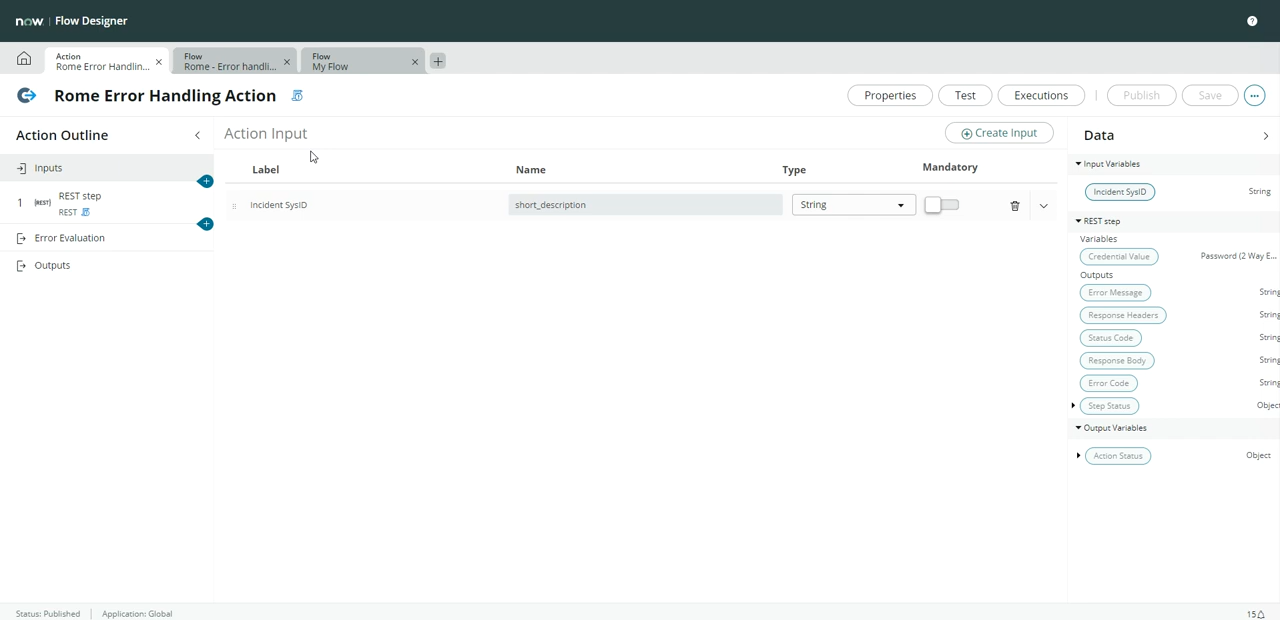 now. | Flow Designer
Action
Rome Error Handlin...
Flow
Rome - Error handli...
Flow
My Flow
Rome Error Handling Action
Properties
Test
Executions
Publish
Save
Action Outline
Action Input
Create Input
Data
Inputs
Label
Name
Type
Mandatory
Input Variables
1
REST step
REST
Incident SysID
short_description
String
Incident SysID
String
REST step
Variables
Error Evaluation
Credential Value
Password (2 Way E...
Outputs
Outputs
Error Message
String
Response Headers
String
Status Code
String
Response Body
String
Error Code
String
Step Status
Object
Output Variables
Action Status
Object
Status: Published
Application: Global
15